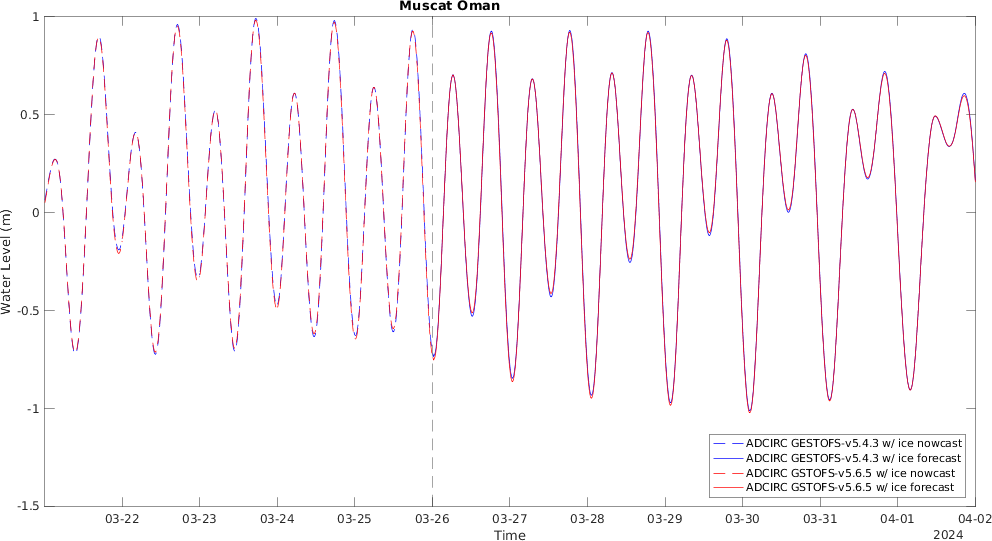 Muscat Oman
1
0.5
0
-0.5
-1
-1.5
Water Level (m)
ADCIRC GESTOFS-v5.4.3 w/ ice nowcast
ADCIRC GESTOFS-v5.4.3 w/ ice forecast
ADCIRC GSTOFS-v5.6.5 w/ ice nowcast
ADCIRC GSTOFS-v5.6.5 w/ ice forecast
03-22 03-23 03-24 03-25 03-26 03-27 03-28 03-29 03-30 03-31 04-01 04-02
Time
2024